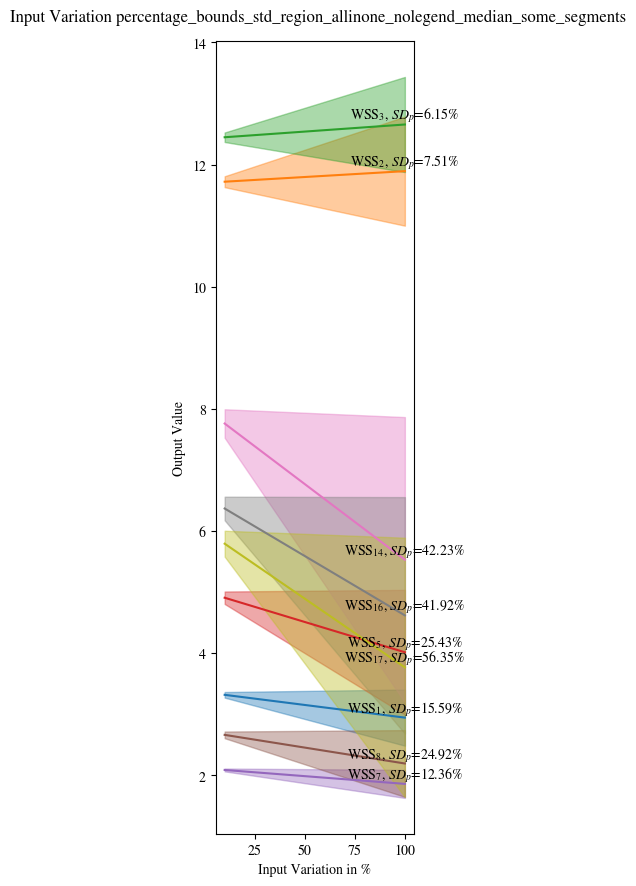 Input Variation percentage_bounds_std_region_allinone_nolegend_median_some_segments
14
WSS3, SDp=6.15%
WSS2, SDp=7.51%
12
10
8
Output Value
6
WSS14, SDp=42.23%
WSS16, SDp=41.92%
WSS5, SDp=25.43%
4
WSS17, SDp=56.35%
WSS1, SDp=15.59%
WSS8, SDp=24.92%
2
WSS7, SDp=12.36%
25 50 75 100
Input Variation in %